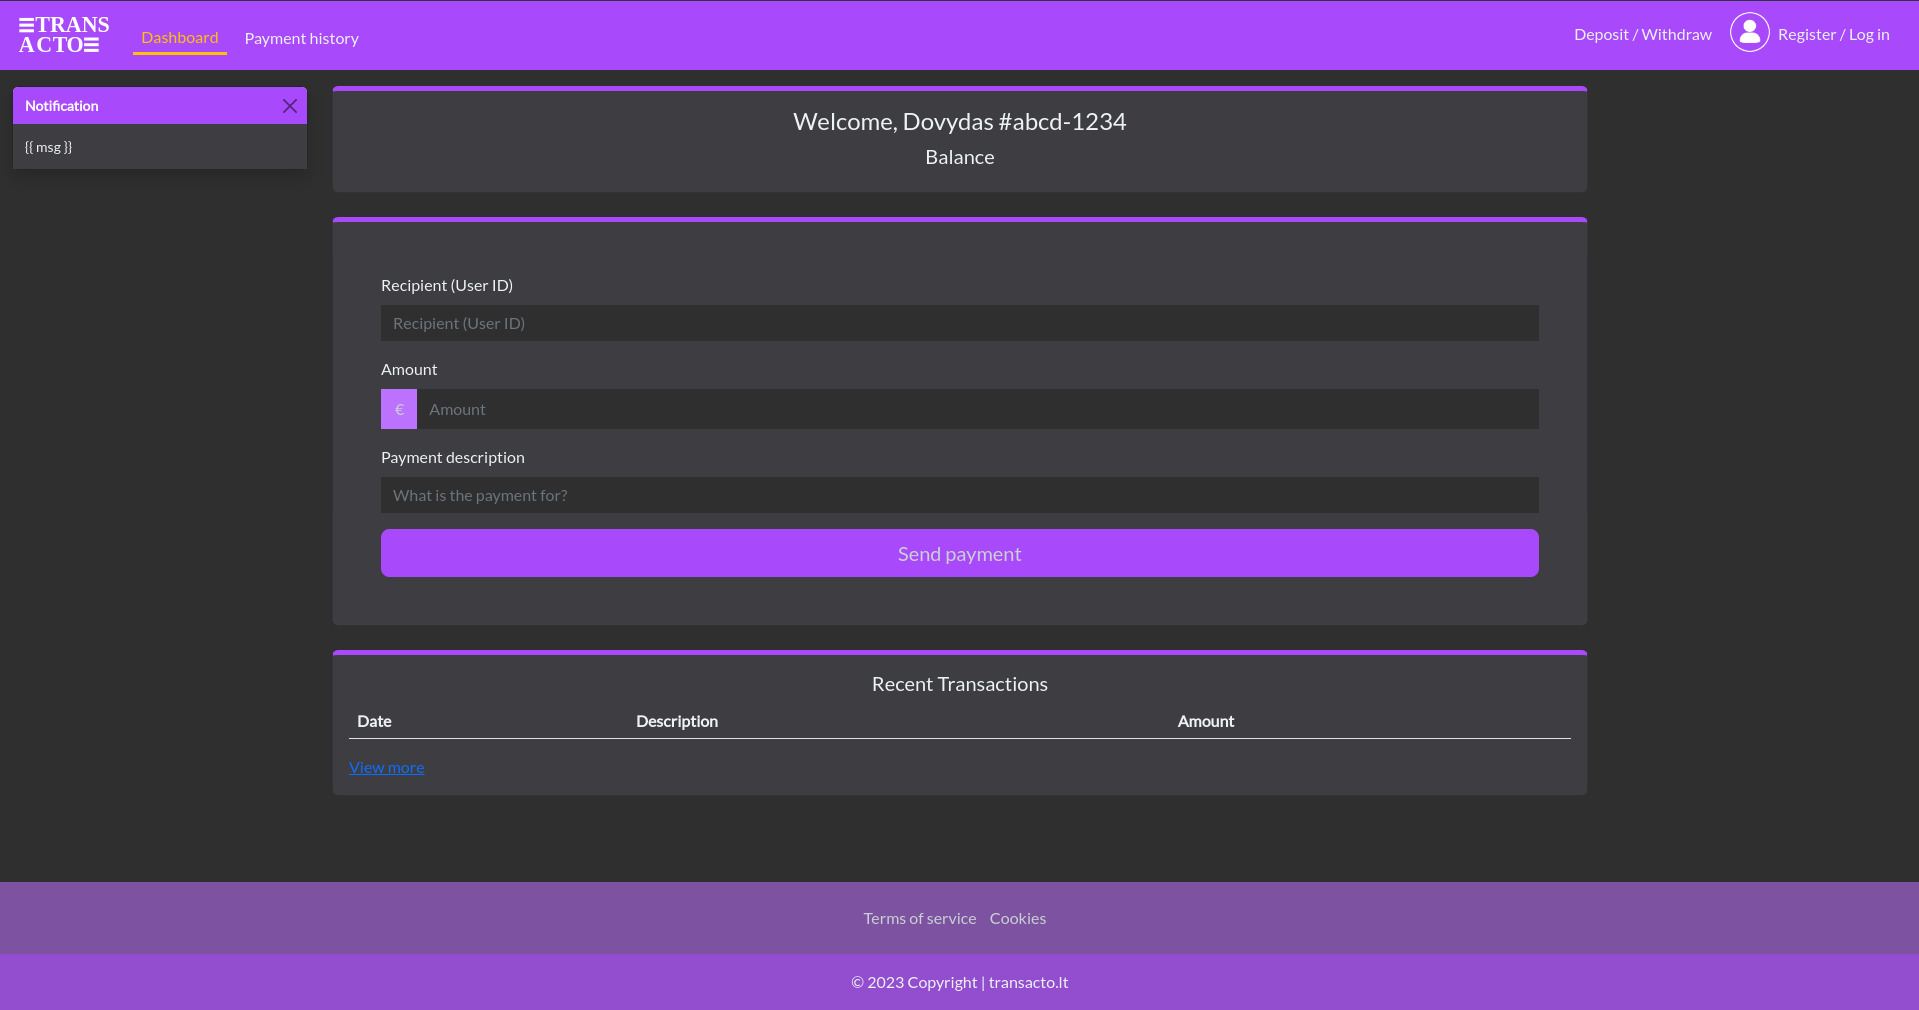 TRANS
ACTO
Dashboard
Payment history
Deposit / Withdraw
Register / Log in
Notification
{{ msg }}
Welcome, Dovydas #abcd-1234
Balance
Recipient (User ID)
Recipient (User ID)
Amount
€
Amount
Payment description
What is the payment for?
Send payment
Recent Transactions
Date Description Amount
View more
Terms of service Cookies
© 2023 Copyright | transacto.lt